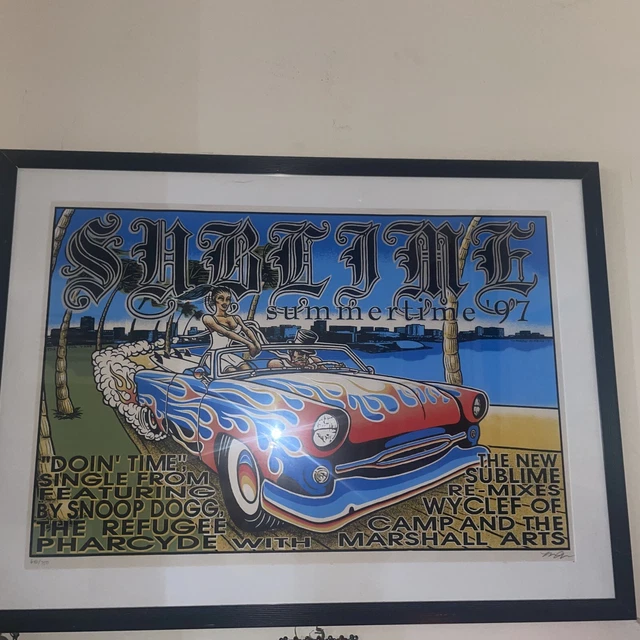 SUBLIME
summertime '97
"DOIN' TIME" THE NEW
SINGLE FROM SUBLIME
FEATURING RE-MIXES
BY SNOOP DOGG, WYCLEF OF
THE REFUGEE CAMP AND THE
PHARCYDE WITH MARSHALL ARTS